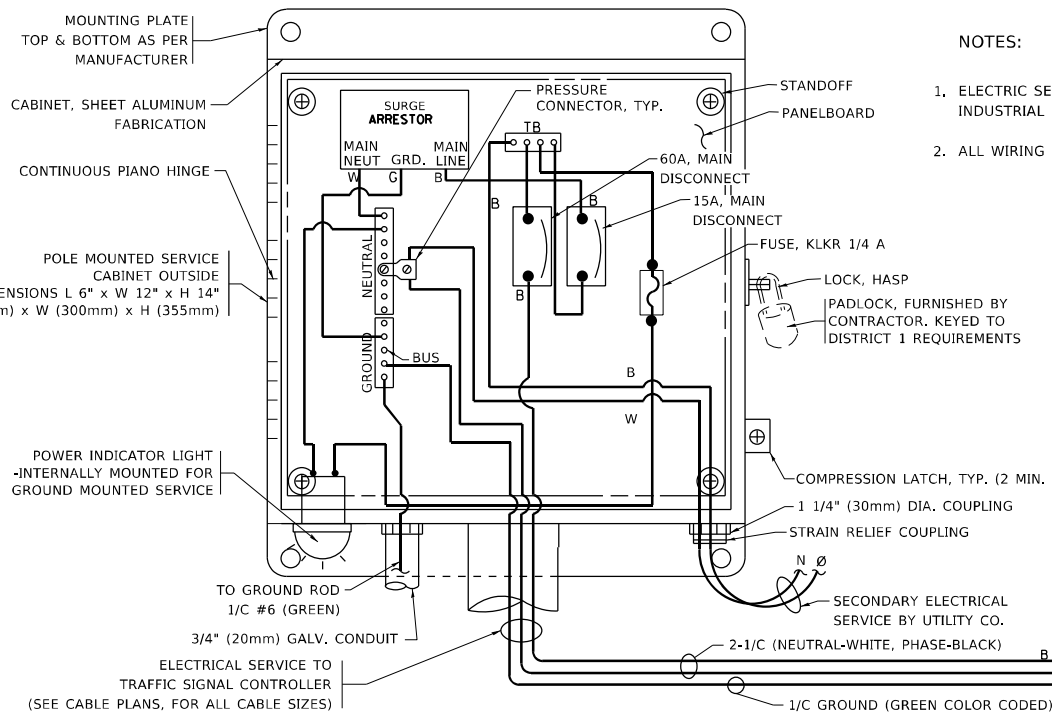 MOUNTING PLATE
TOP & BOTTOM AS PER
MANUFACTURER
CABINET, SHEET ALUMINUM
FABRICATION
CONTINUOUS PIANO HINGE
POLE MOUNTED SERVICE
CABINET OUTSIDE
ENSIONS L 6" x W 12" x H 14"
m) x W (300mm) x H (355mm)
POWER INDICATOR LIGHT
-INTERNALLY MOUNTED FOR
GROUND MOUNTED SERVICE
SURGE
ARRESTOR
MAIN
NEUT
GRD.
MAIN
LINE
W
G
B
PRESSURE
CONNECTOR, TYP.
TB
NEUTRAL
GROUND
BUS
B
B
B
B
W
STANDOFF
PANELBOARD
60A, MAIN
DISCONNECT
15A, MAIN
DISCONNECT
FUSE, KLKR 1/4 A
LOCK, HASP
PADLOCK, FURNISHED BY
CONTRACTOR. KEYED TO
DISTRICT 1 REQUIREMENTS
COMPRESSION LATCH, TYP. (2 MIN.
1 1/4" (30mm) DIA. COUPLING
STRAIN RELIEF COUPLING
N Ø
SECONDARY ELECTRICAL
SERVICE BY UTILITY CO.
TO GROUND ROD
1/C #6 (GREEN)
3/4" (20mm) GALV. CONDUIT
ELECTRICAL SERVICE TO
TRAFFIC SIGNAL CONTROLLER
(SEE CABLE PLANS, FOR ALL CABLE SIZES)
2-1/C (NEUTRAL-WHITE, PHASE-BLACK)
B
1/C GROUND (GREEN COLOR CODED)
NOTES:
1. ELECTRIC SE
INDUSTRIAL
2. ALL WIRING